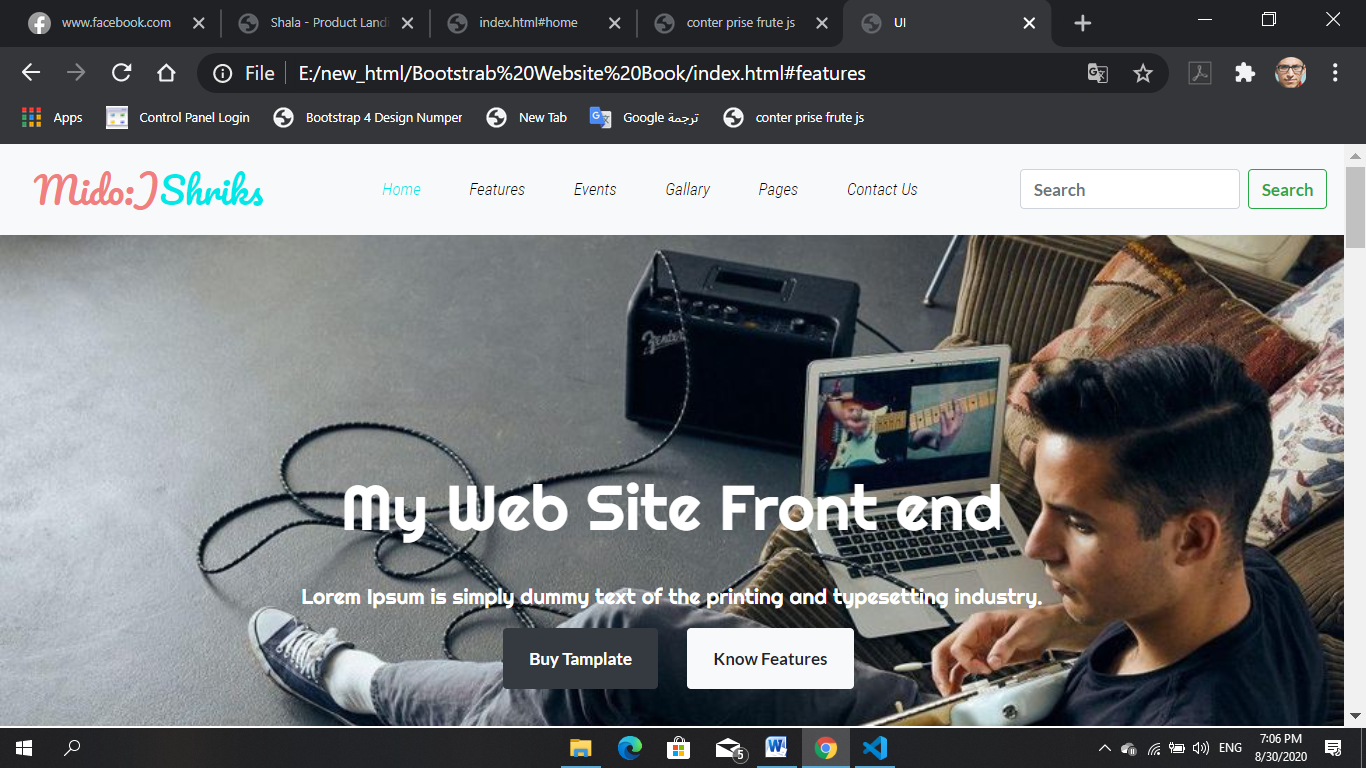 www.facebook.com
Shala - Product Landi
index.html#home
conter prise frute js
UI
File
E:/new_html/Bootstrab%20Website%20Book/index.html#features
Apps
Control Panel Login
Bootstrap 4 Design Numper
New Tab
ترجمة Google
conter prise frute js
Mido:)Shriks
Home
Features
Events
Gallary
Pages
Contact Us
Search
Search
Fender
My Web Site Front end
Lorem Ipsum is simply dummy text of the printing and typesetting industry.
Buy Tamplate
Know Features
5
ENG
7:06 PM
8/30/2020